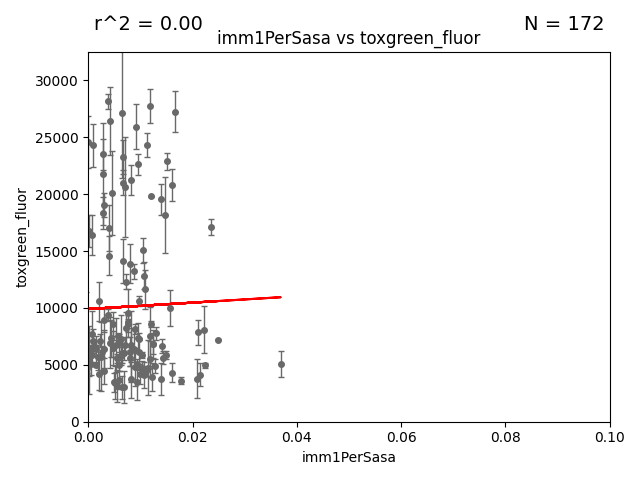 r^2 = 0.00
N = 172
imm1PerSasa vs toxgreen_fluor
30000
25000
20000
15000
10000
5000
0
toxgreen_fluor
0.00
0.02
0.04
0.06
0.08
0.10
imm1PerSasa